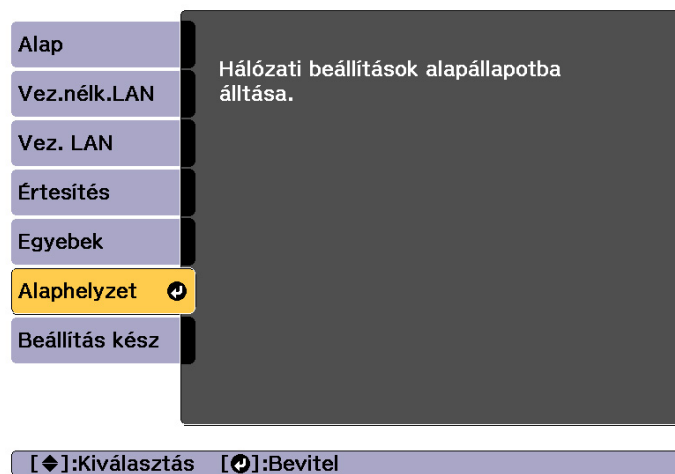 Alap
Vez.nélk.LAN
Vez. LAN
Értesítés
Egyebek
Alaphelyzet
Beállítás kész
Hálózati beállítások alapállapotba
álltása.
[◆]:Kiválasztás [⏎]:Bevitel